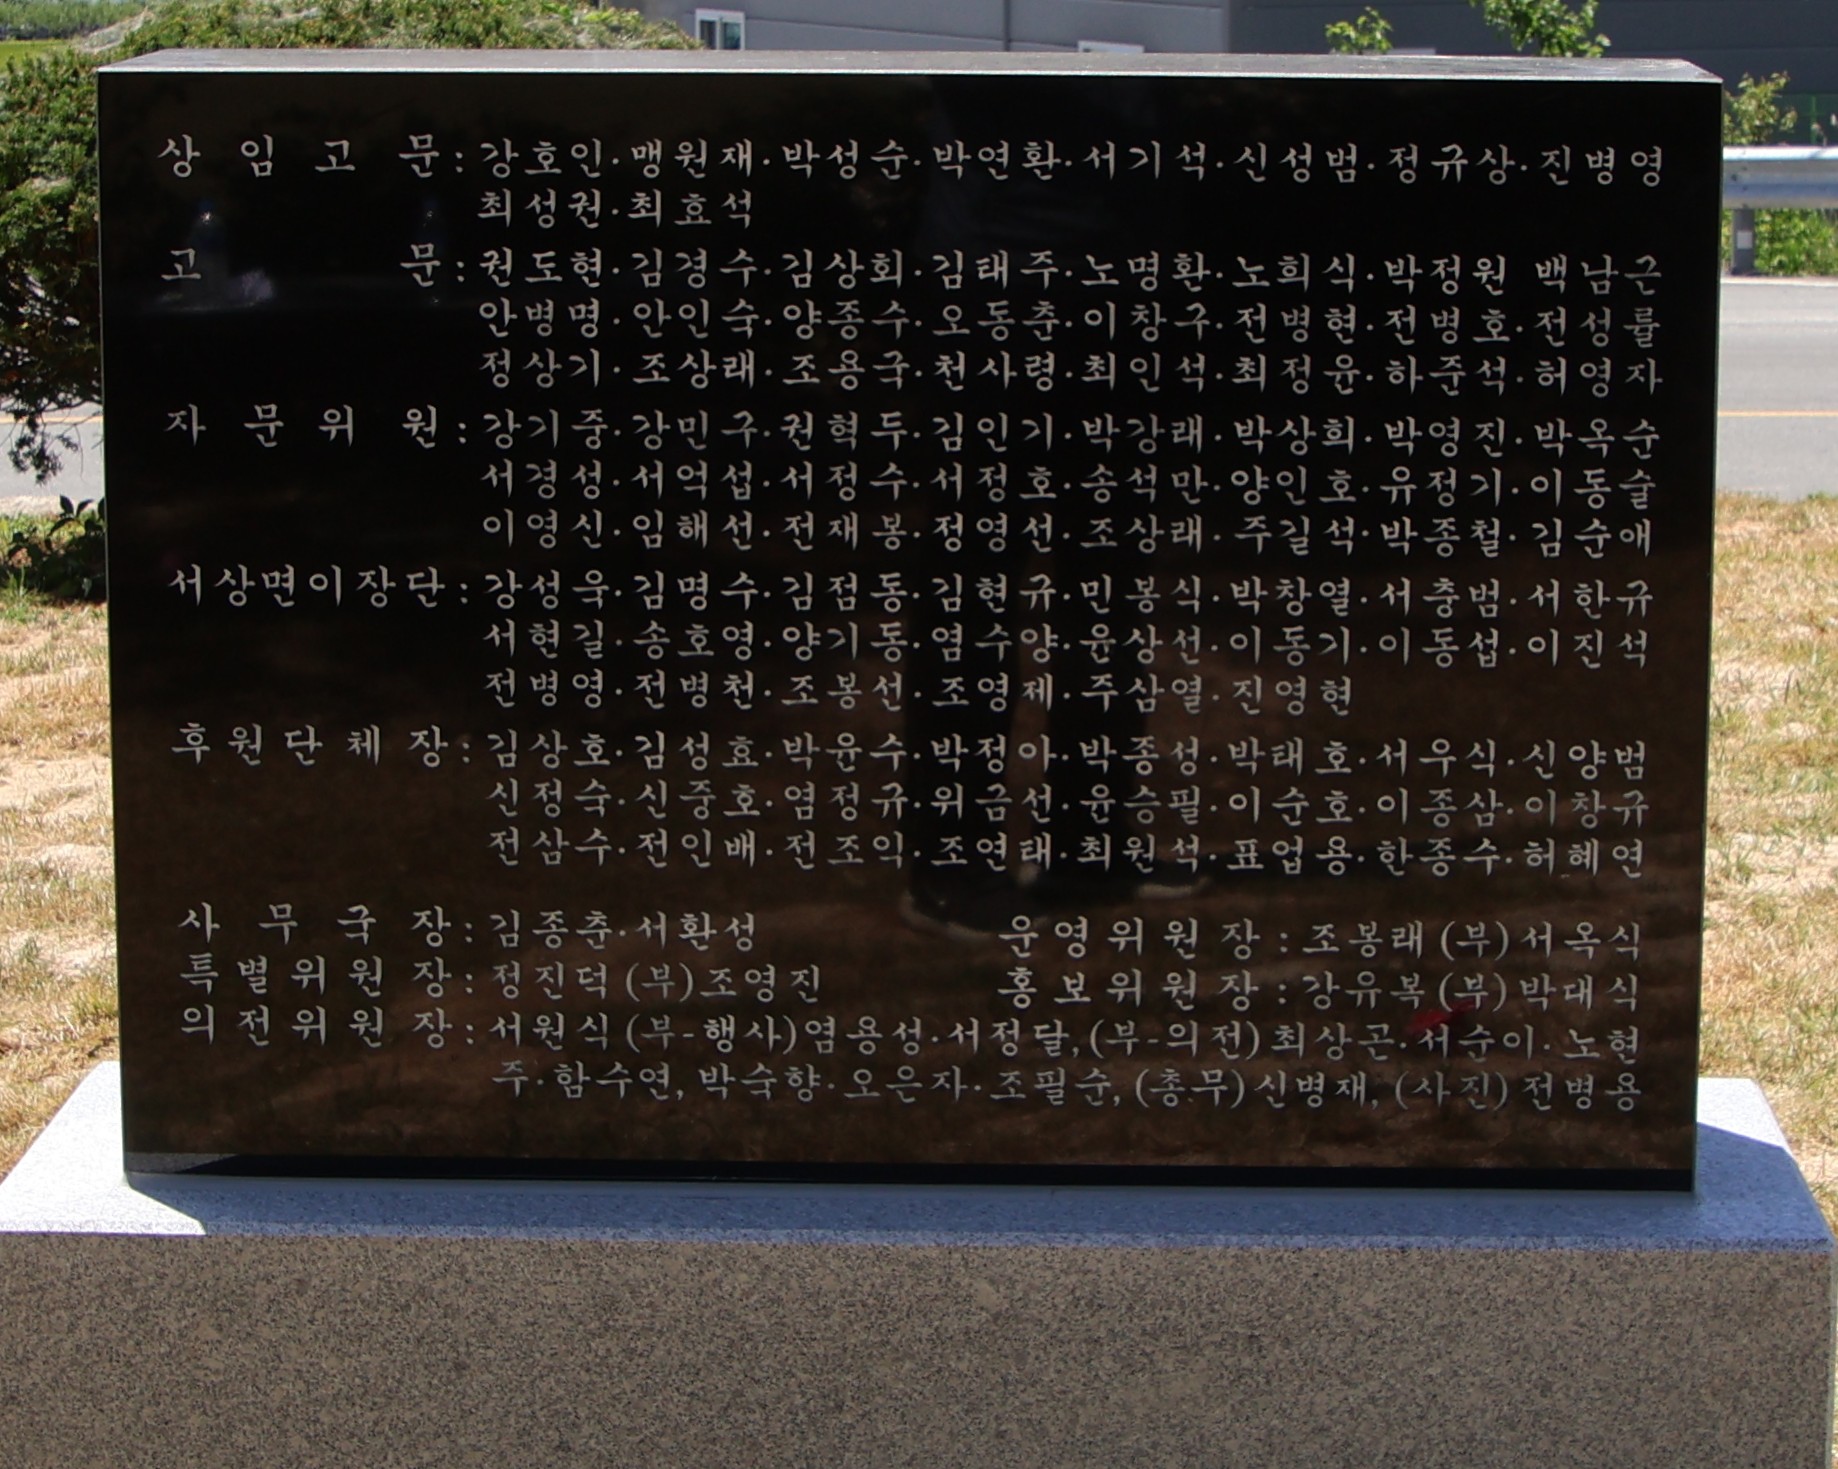 상임고문:강호인·맹원재·박성순·박연환·서기석·신성범·정규상·진병영
최성권·최효석
고문:권도현·김경수·김상회·김태주·노명환·노희식·박정원 백남근
안병명·안인숙·양종수·오동춘·이창구·전병현·전병호·전성률
정상기·조상래·조용국·천사령·최인석·최정윤·하준석·허영자
자문위원:강기중·강민구·권혁두·김인기·박강래·박상희·박영진·박옥순
서경성·서억섭·서정수·서정호·송석만·양인호·유정기·이동술
이영신·임해선·전재봉·정영선·조상래·주길석·박종철·김순애
서상면이장단:강성욱·김명수·김점동·김현규·민봉식·박창열·서충범·서한규
서현길·송호영·양기동·염수양·윤상선·이동기·이동섭·이진석
전병영·전병천·조봉선·조영제·주삼열·진영현
후원단체장:김상호·김성효·박윤수·박정아·박종성·박태호·서우식·신양범
신정숙·신중호·염정규·위금선·윤승필·이순호·이종삼·이창규
전삼수·전인배·전조익·조연태·최원석·표업용·한종수·허혜연
사무국장:김종춘·서환성 운영위원장:조봉래(부)서옥식
특별위원장:정진덕(부)조영진 홍보위원장:강유복(부)박대식
의전위원장:서원식(부-행사)염용성·서정달,(부-의전)최상곤·서순이·노현
주·함수연, 박숙향·오은자·조필순,(총무)신병재,(사진)전병용